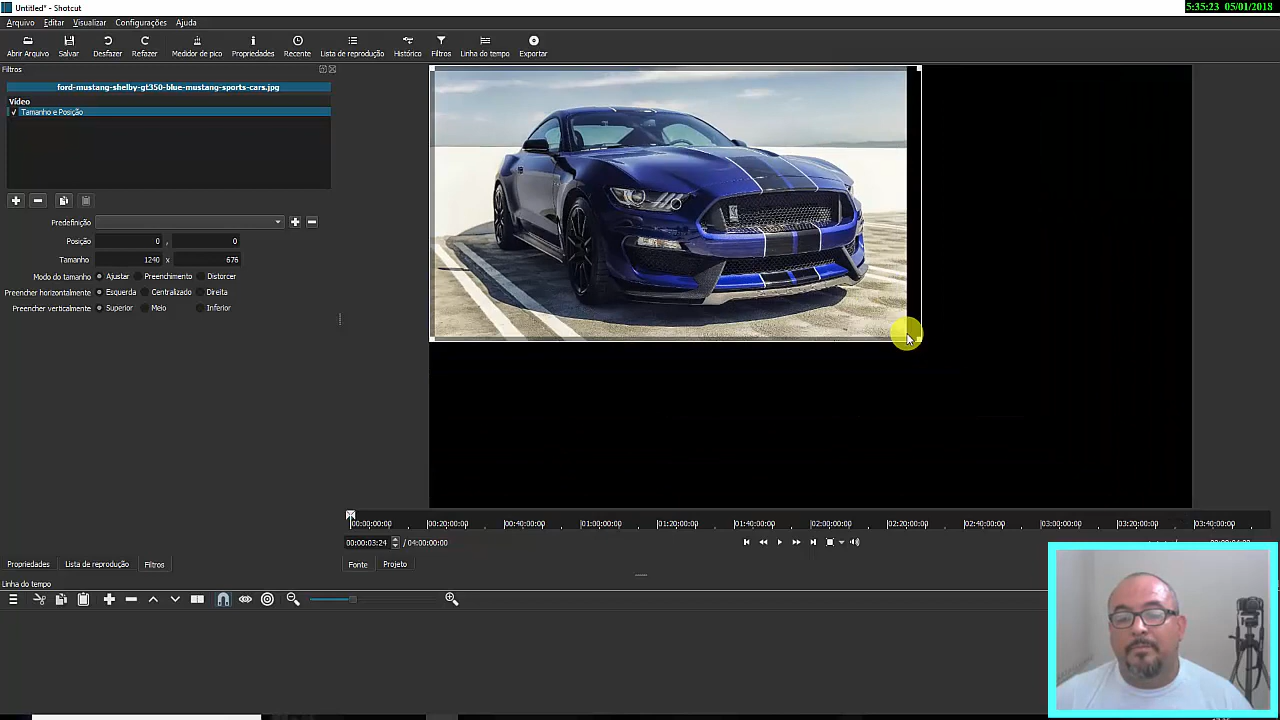 Untitled* - Shotcut
5:35:23 05/01/2018
Arquivo Editar Visualizar Configurações Ajuda
Abrir Arquivo Salvar Desfazer Refazer Medidor de pico Propriedades Recente Lista de reprodução Histórico Filtros Linha do tempo Exportar
Filtros
ford-mustang-shelby-gt350-blue-mustang-sports-cars.jpg
Vídeo
Tamanho e Posição
Predefinição
Posição 0 , 0
Tamanho 1240 x 676
Modo do tamanho Ajustar Preenchimento Distorcer
Preencher horizontalmente Esquerda Centralizado Direita
Preencher verticalmente Superior Meio Inferior
00:00:00:00 00:20:00:00 00:40:00:00 01:00:00:00 01:20:00:00 01:40:00:00 02:00:00:00 02:20:00:00 02:40:00:00 03:00:00:00 03:20:00:00 03:40:00:00
00:00:03:24 / 04:00:00:00
Propriedades Lista de reprodução Filtros Fonte Projeto
Linha do tempo